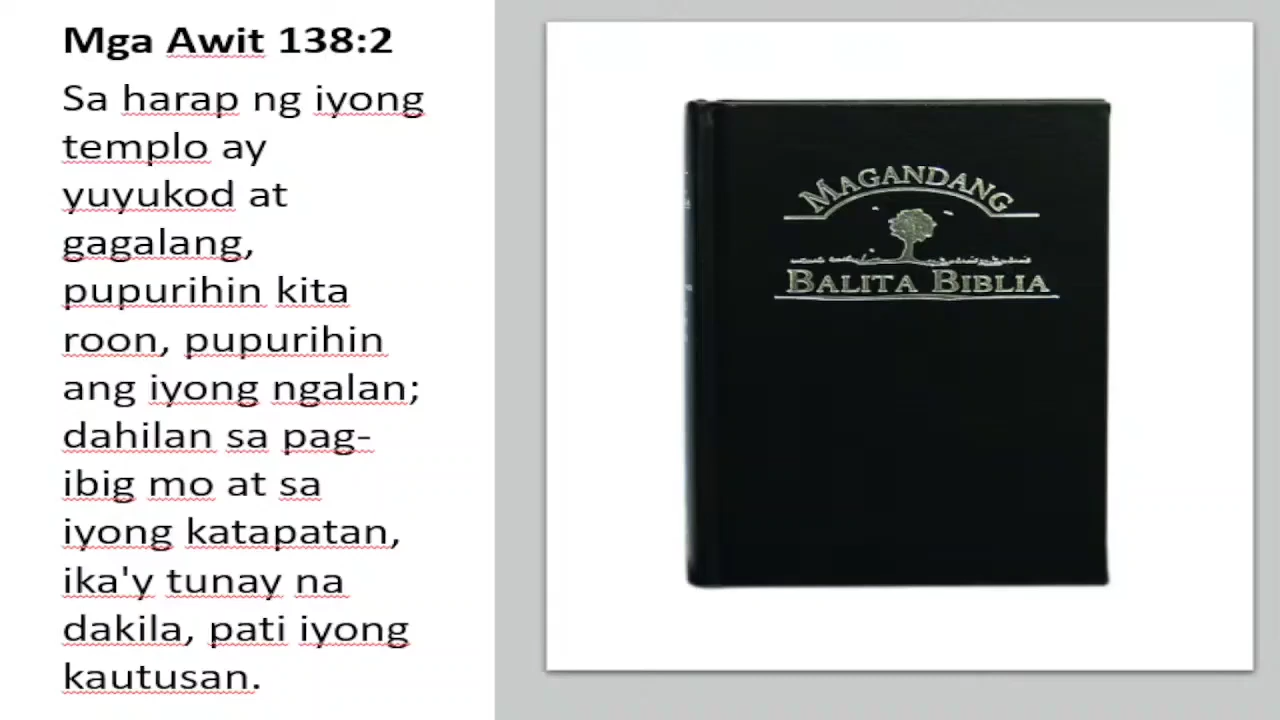 Mga Awit 138:2
Sa harap ng iyong
templo ay
yuyukod at
gagalang,
pupurihin kita
roon, pupurihin
ang iyong ngalan;
dahilan sa pag-
ibig mo at sa
iyong katapatan,
ika'y tunay na
dakila, pati iyong
kautusan.
MAGANDANG
BALITA BIBLIA